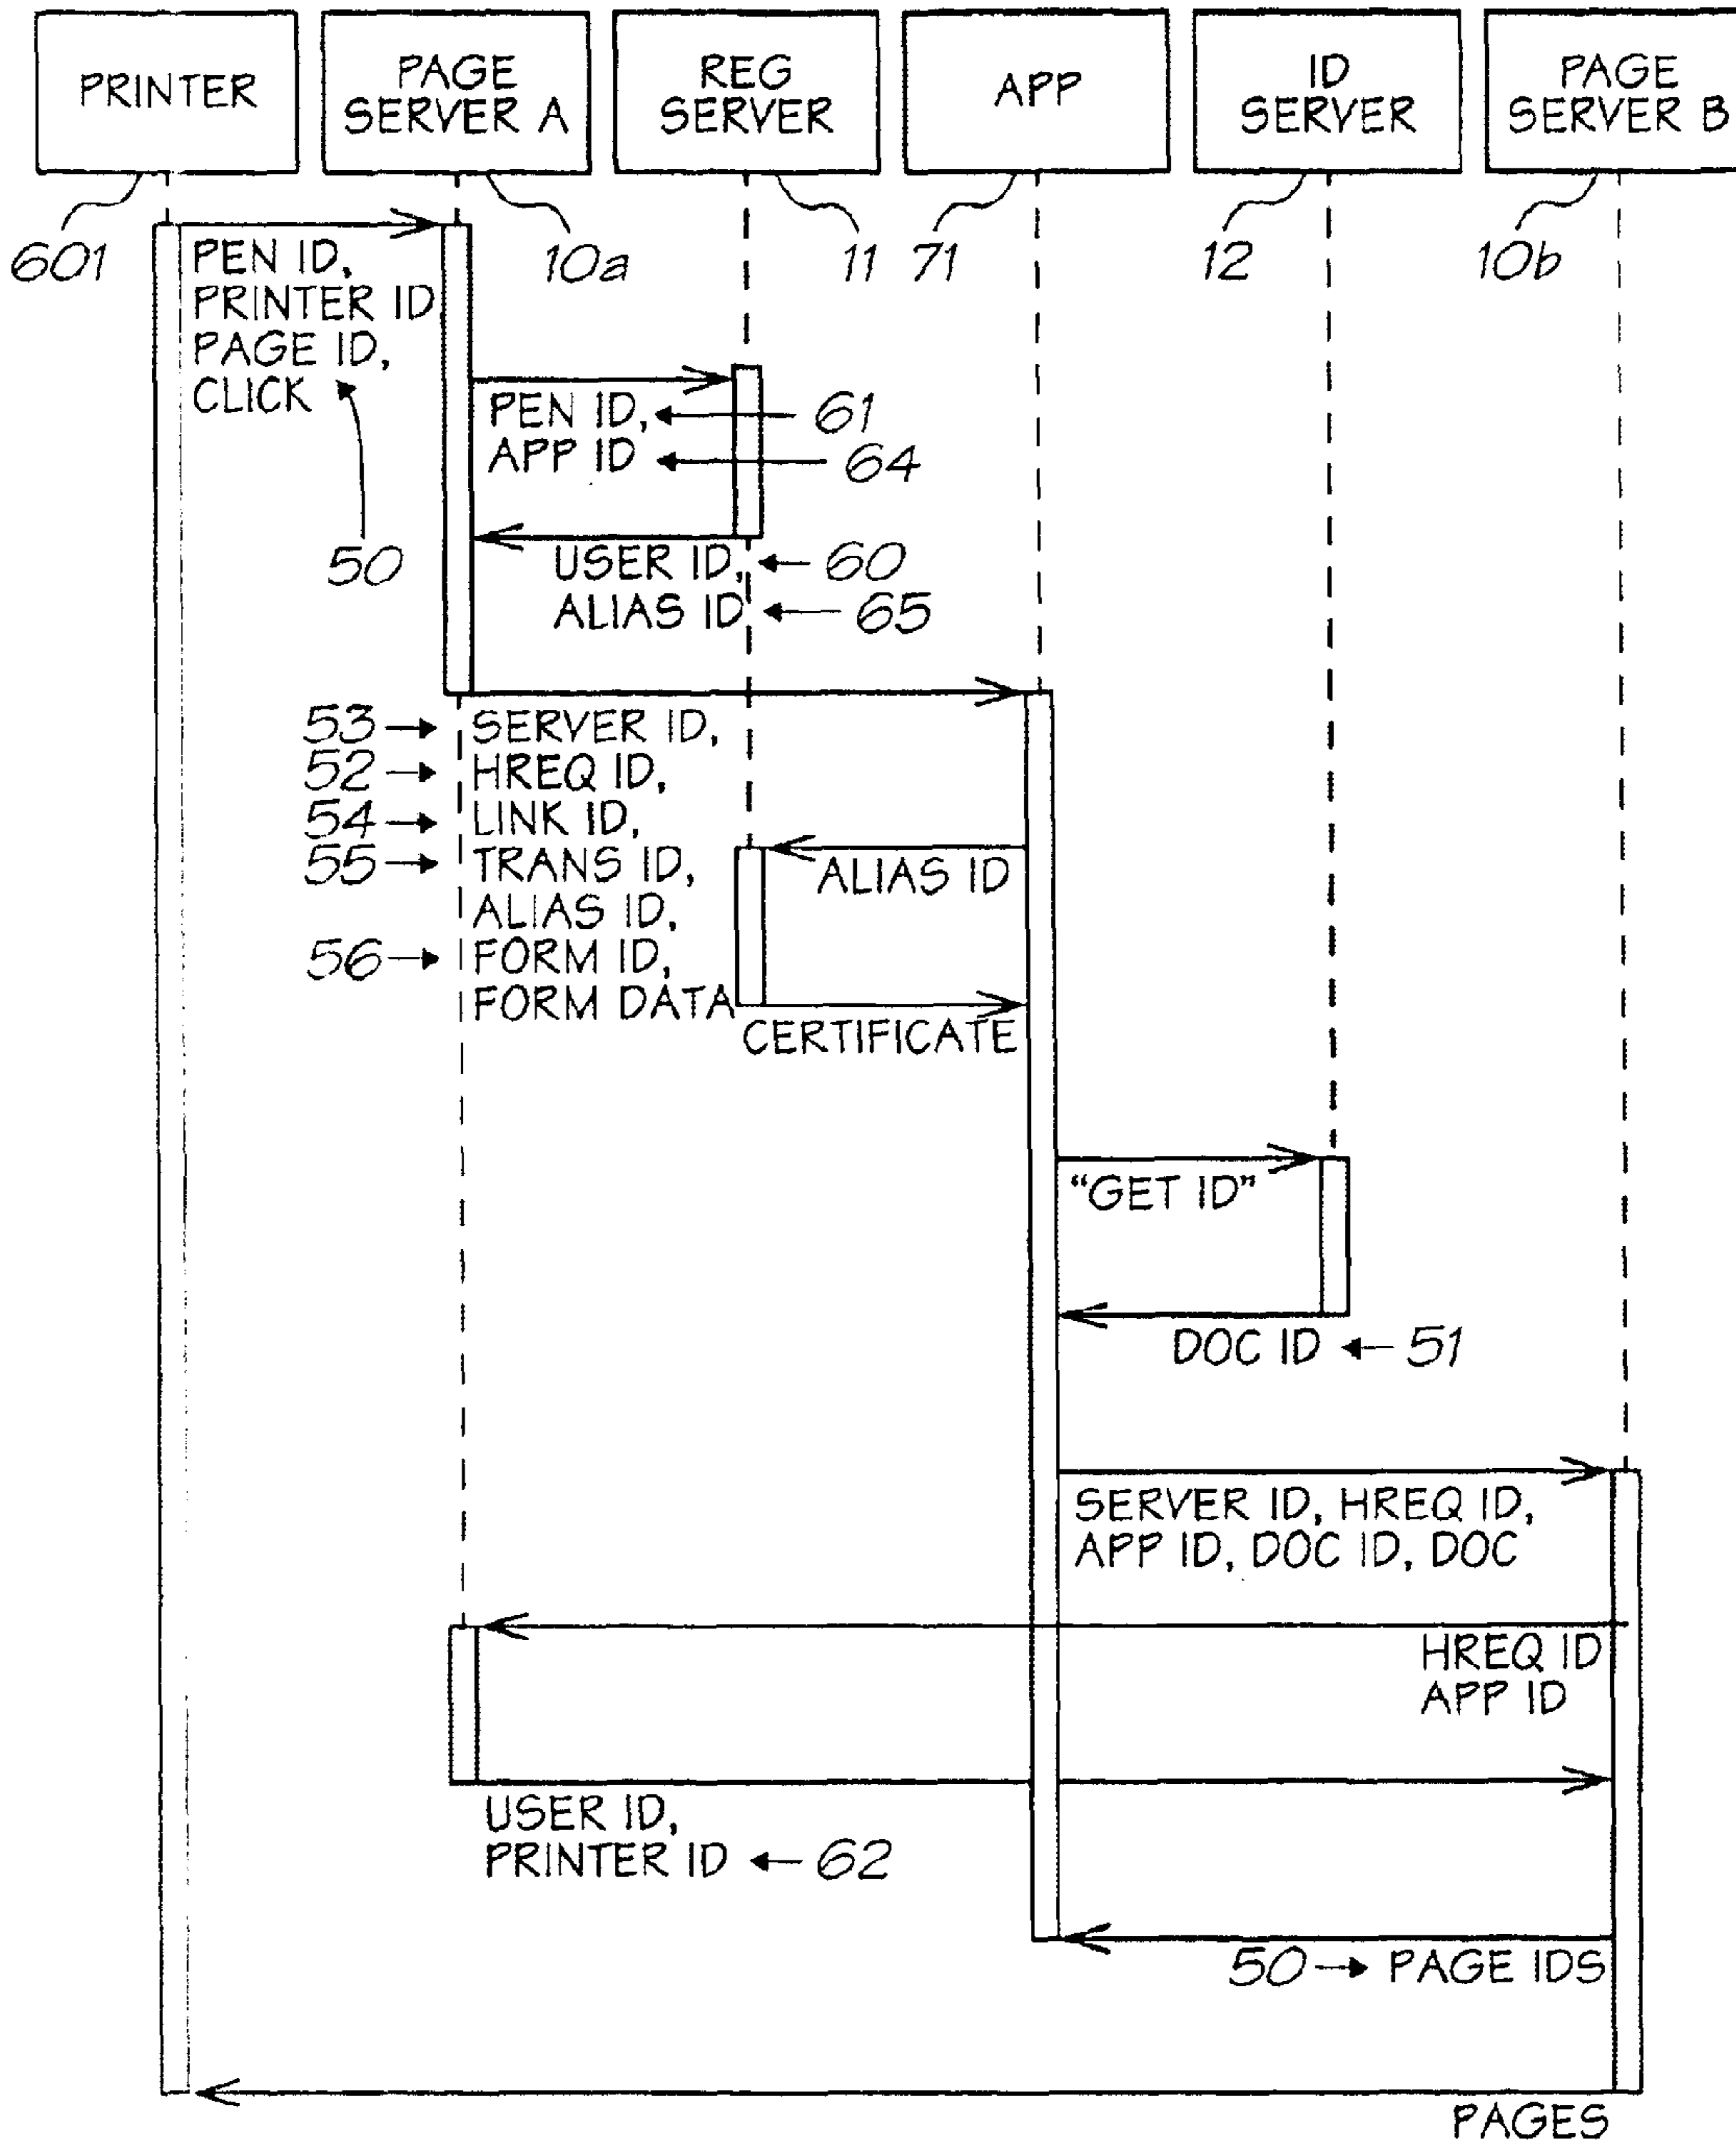 PRINTER
PAGE
SERVER A
REG
SERVER
APP
ID
SERVER
PAGE
SERVER B
601
10a
11
71
12
10b
PEN ID,
PRINTER ID
PAGE ID,
CLICK
50
PEN ID,
61
APP ID
64
USER ID,
60
ALIAS ID
65
53
SERVER ID,
52
HREQ ID,
54
LINK ID,
55
TRANS ID,
ALIAS ID,
56
FORM ID,
FORM DATA
ALIAS ID
CERTIFICATE
"GET ID"
DOC ID
51
SERVER ID, HREQ ID,
APP ID, DOC ID, DOC
HREQ ID
APP ID
USER ID,
PRINTER ID
62
50
PAGE IDS
PAGES